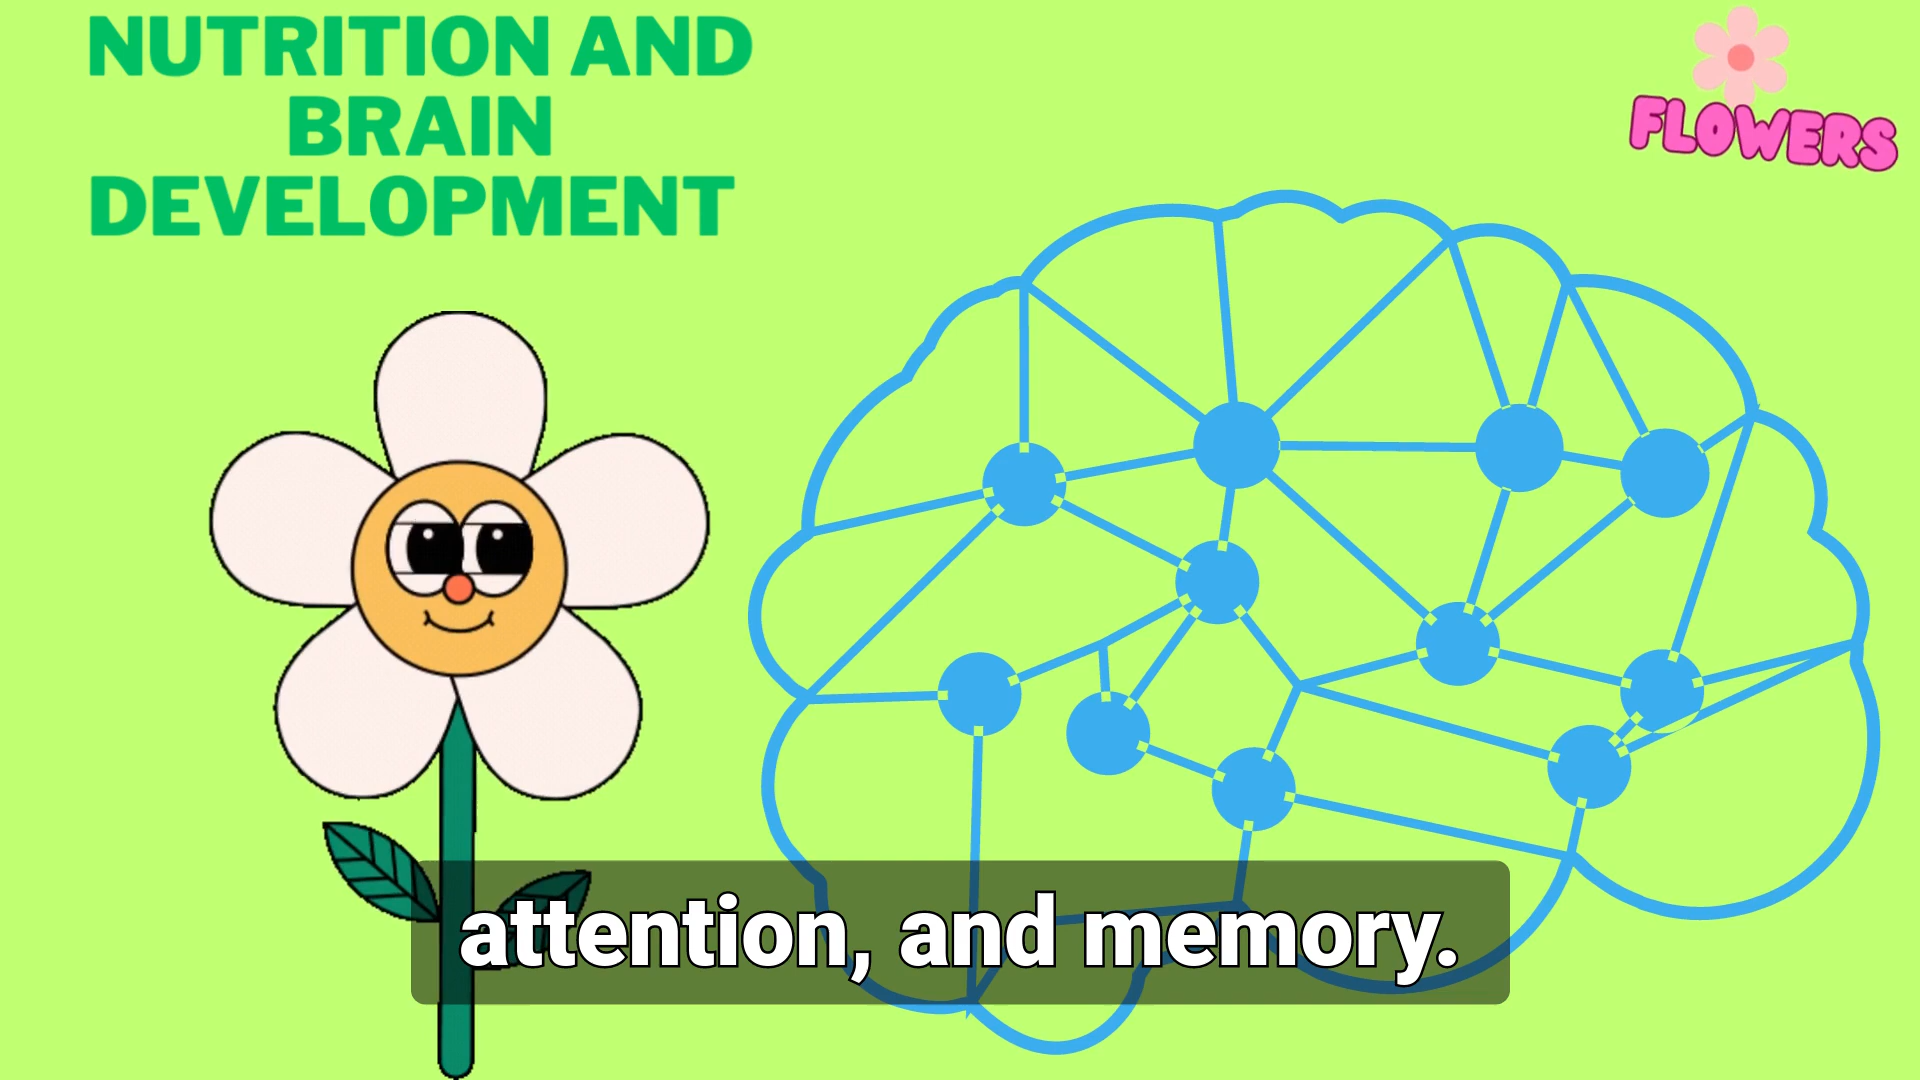 NUTRITION AND
BRAIN
DEVELOPMENT
FLOWERS
attention, and memory.